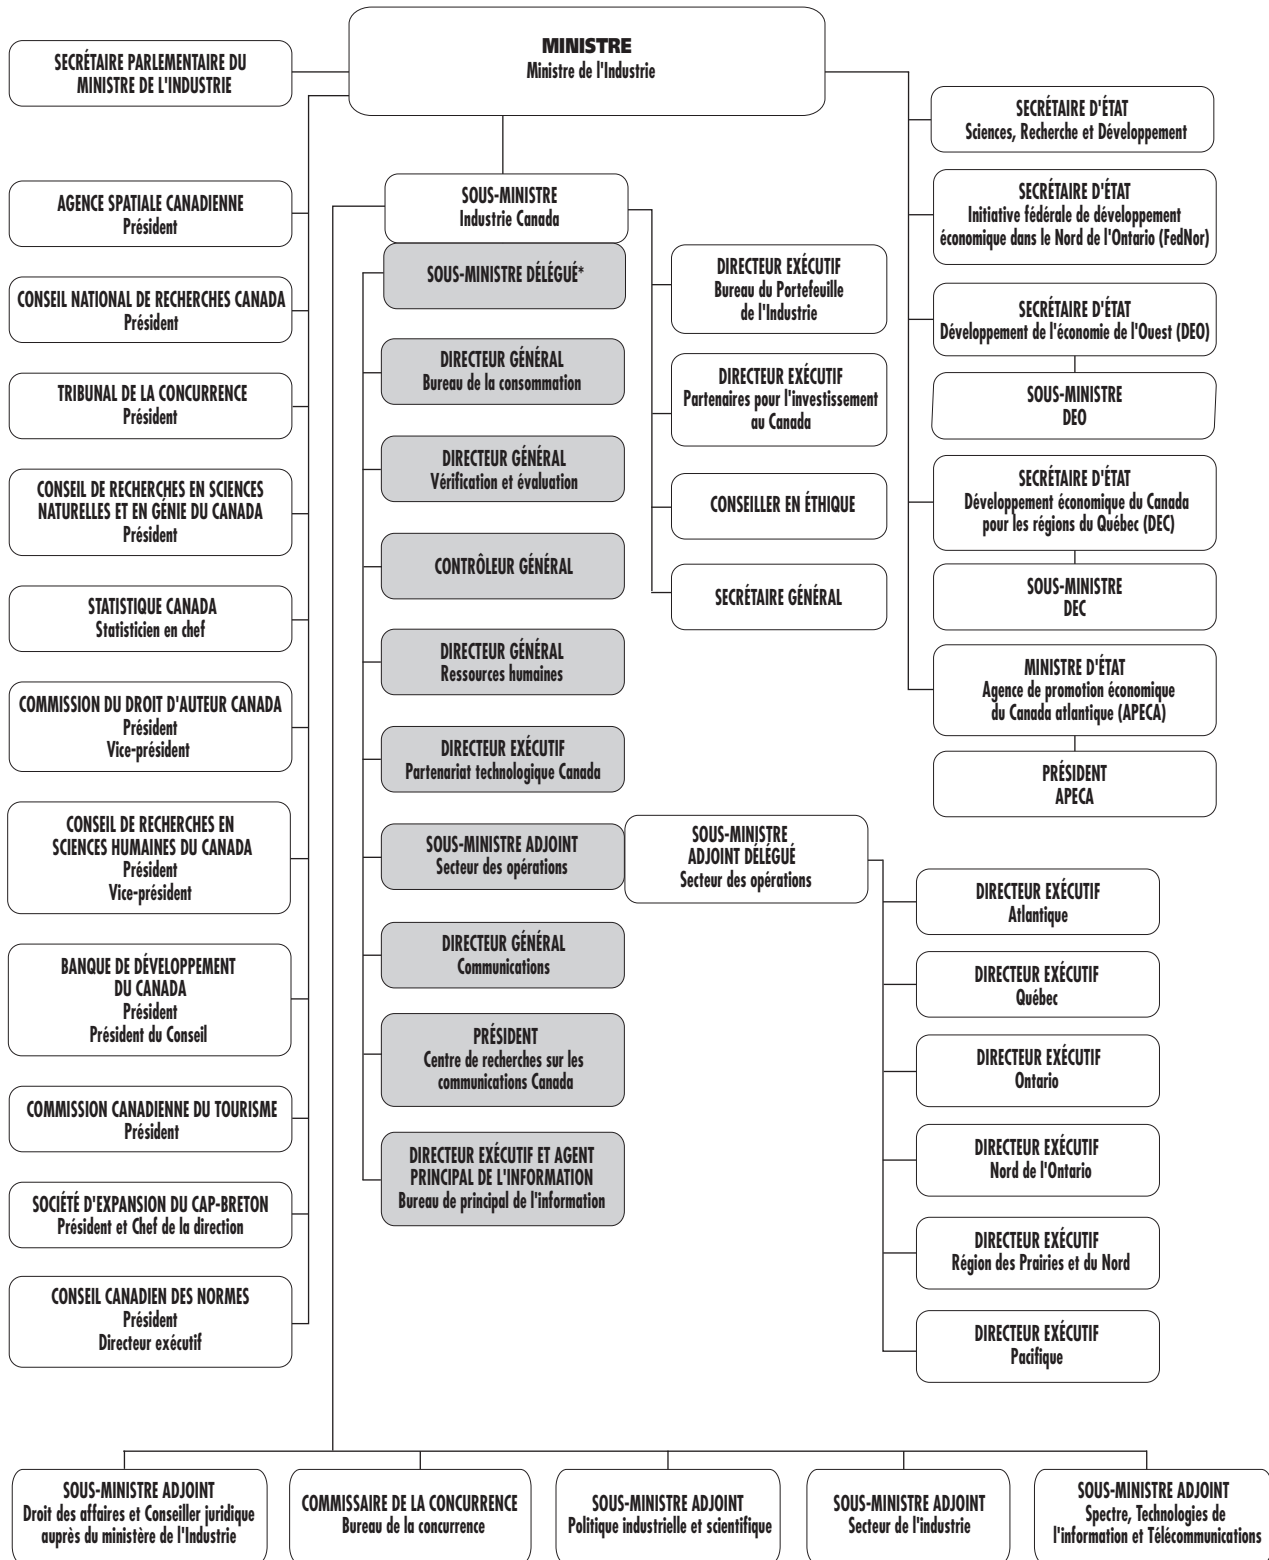 MINISTRE
Ministre de l'Industrie
SECRÉTAIRE PARLEMENTAIRE DU
MINISTRE DE L'INDUSTRIE
AGENCE SPATIALE CANADIENNE
Président
CONSEIL NATIONAL DE RECHERCHES CANADA
Président
TRIBUNAL DE LA CONCURRENCE
Président
CONSEIL DE RECHERCHES EN SCIENCES
NATURELLES ET EN GÉNIE DU CANADA
Président
STATISTIQUE CANADA
Statisticien en chef
COMMISSION DU DROIT D'AUTEUR CANADA
Président
Vice-président
CONSEIL DE RECHERCHES EN
SCIENCES HUMAINES DU CANADA
Président
Vice-président
BANQUE DE DÉVELOPPEMENT
DU CANADA
Président
Président du Conseil
COMMISSION CANADIENNE DU TOURISME
Président
SOCIÉTÉ D'EXPANSION DU CAP-BRETON
Président et Chef de la direction
CONSEIL CANADIEN DES NORMES
Président
Directeur exécutif
SOUS-MINISTRE
Industrie Canada
SOUS-MINISTRE DÉLÉGUÉ*
DIRECTEUR GÉNÉRAL
Bureau de la consommation
DIRECTEUR GÉNÉRAL
Vérification et évaluation
CONTRÔLEUR GÉNÉRAL
DIRECTEUR GÉNÉRAL
Ressources humaines
DIRECTEUR EXÉCUTIF
Partenariat technologique Canada
SOUS-MINISTRE ADJOINT
Secteur des opérations
DIRECTEUR GÉNÉRAL
Communications
PRÉSIDENT
Centre de recherches sur les
communications Canada
DIRECTEUR EXÉCUTIF ET AGENT
PRINCIPAL DE L'INFORMATION
Bureau de principal de l'information
DIRECTEUR EXÉCUTIF
Bureau du Portefeuille
de l'Industrie
DIRECTEUR EXÉCUTIF
Partenaires pour l'investissement
au Canada
CONSEILLER EN ÉTHIQUE
SECRÉTAIRE GÉNÉRAL
SOUS-MINISTRE
ADJOINT DÉLÉGUÉ
Secteur des opérations
SECRÉTAIRE D'ÉTAT
Sciences, Recherche et Développement
SECRÉTAIRE D'ÉTAT
Initiative fédérale de développement
économique dans le Nord de l'Ontario (FedNor)
SECRÉTAIRE D'ÉTAT
Développement de l'économie de l'Ouest (DEO)
SOUS-MINISTRE
DEO
SECRÉTAIRE D'ÉTAT
Développement économique du Canada
pour les régions du Québec (DEC)
SOUS-MINISTRE
DEC
MINISTRE D'ÉTAT
Agence de promotion économique
du Canada atlantique (APECA)
PRÉSIDENT
APECA
DIRECTEUR EXÉCUTIF
Atlantique
DIRECTEUR EXÉCUTIF
Québec
DIRECTEUR EXÉCUTIF
Ontario
DIRECTEUR EXÉCUTIF
Nord de l'Ontario
DIRECTEUR EXÉCUTIF
Région des Prairies et du Nord
DIRECTEUR EXÉCUTIF
Pacifique
SOUS-MINISTRE ADJOINT
Droit des affaires et Conseiller juridique
auprès du ministère de l'Industrie
COMMISSAIRE DE LA CONCURRENCE
Bureau de la concurrence
SOUS-MINISTRE ADJOINT
Politique industrielle et scientifique
SOUS-MINISTRE ADJOINT
Secteur de l'industrie
SOUS-MINISTRE ADJOINT
Spectre, Technologies de
l'information et Télécommunications